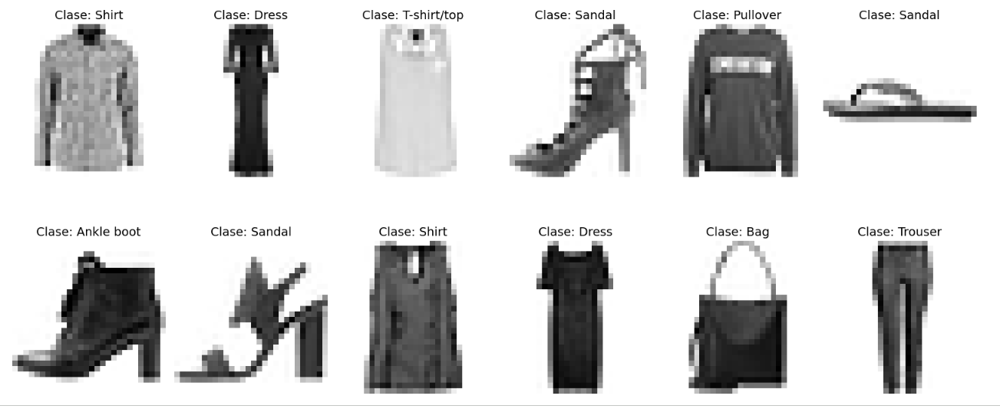 Clase: Shirt
Clase: Dress
Clase: T-shirt/top
Clase: Sandal
Clase: Pullover
Clase: Sandal
Clase: Ankle boot
Clase: Sandal
Clase: Shirt
Clase: Dress
Clase: Bag
Clase: Trouser